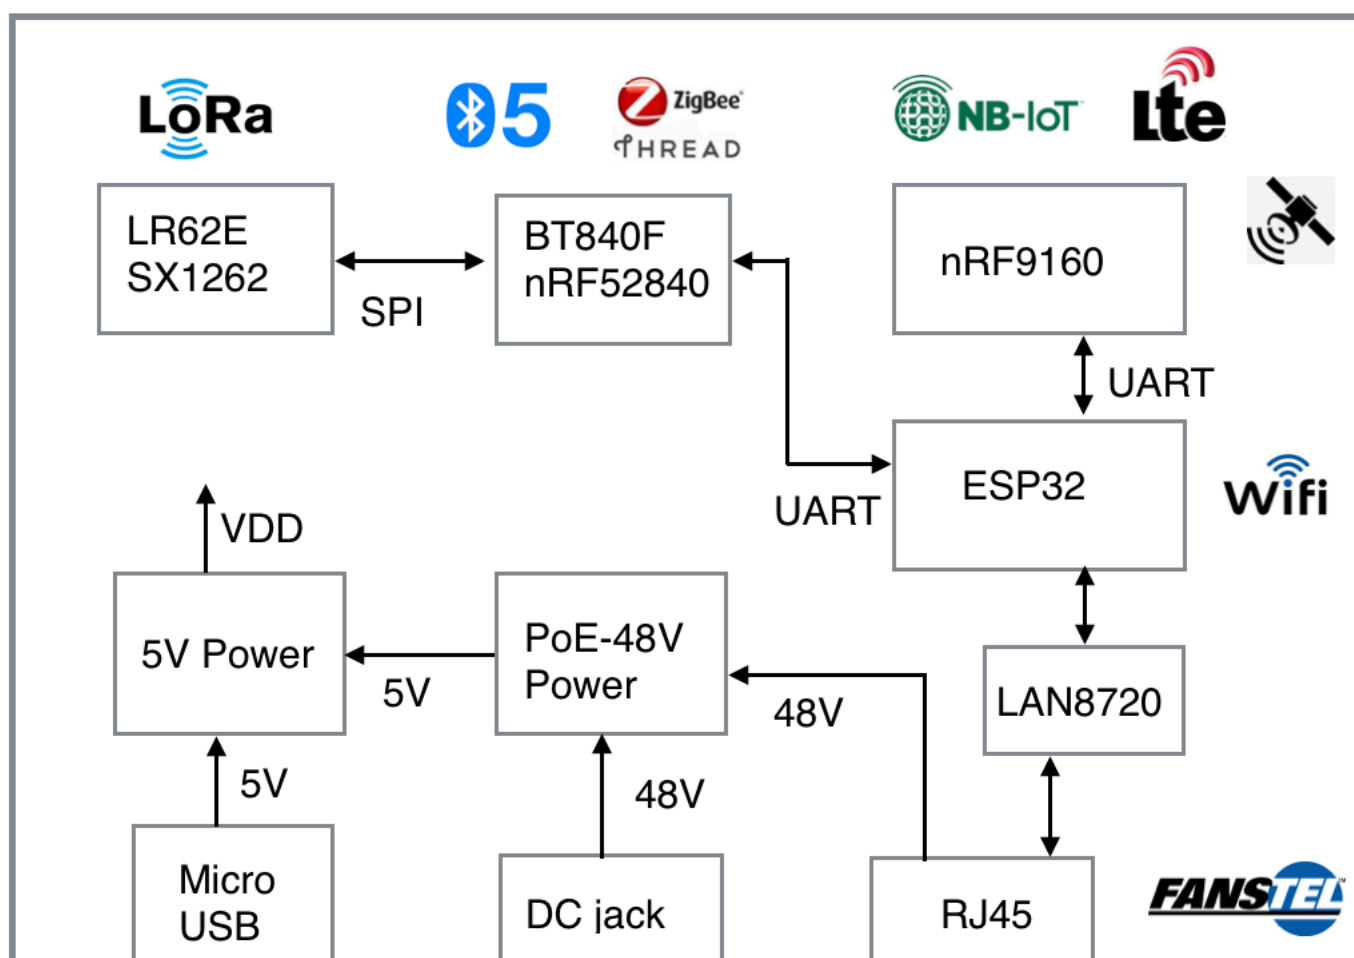 LoRa
5
ZigBee
THREAD
NB-IoT
Lte
LR62E
SX1262
SPI
BT840F
nRF52840
nRF9160
UART
UART
ESP32
Wifi
VDD
5V Power
5V
PoE-48V
Power
48V
LAN8720
5V
48V
Micro
USB
DC jack
RJ45
FANSTEL